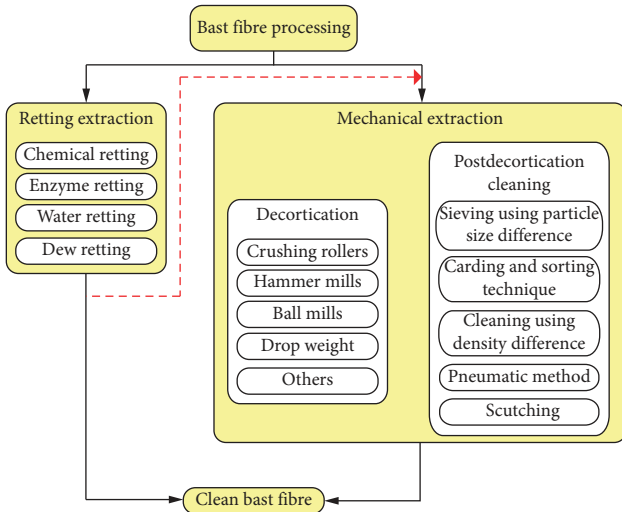 Bast fibre processing
Retting extraction
Chemical retting
Enzyme retting
Water retting
Dew retting
Mechanical extraction
Decortication
Crushing rollers
Hammer mills
Ball mills
Drop weight
Others
Postdecortication
cleaning
Sieving using particle
size difference
Carding and sorting
technique
Cleaning using
density difference
Pneumatic method
Scutching
Clean bast fibre